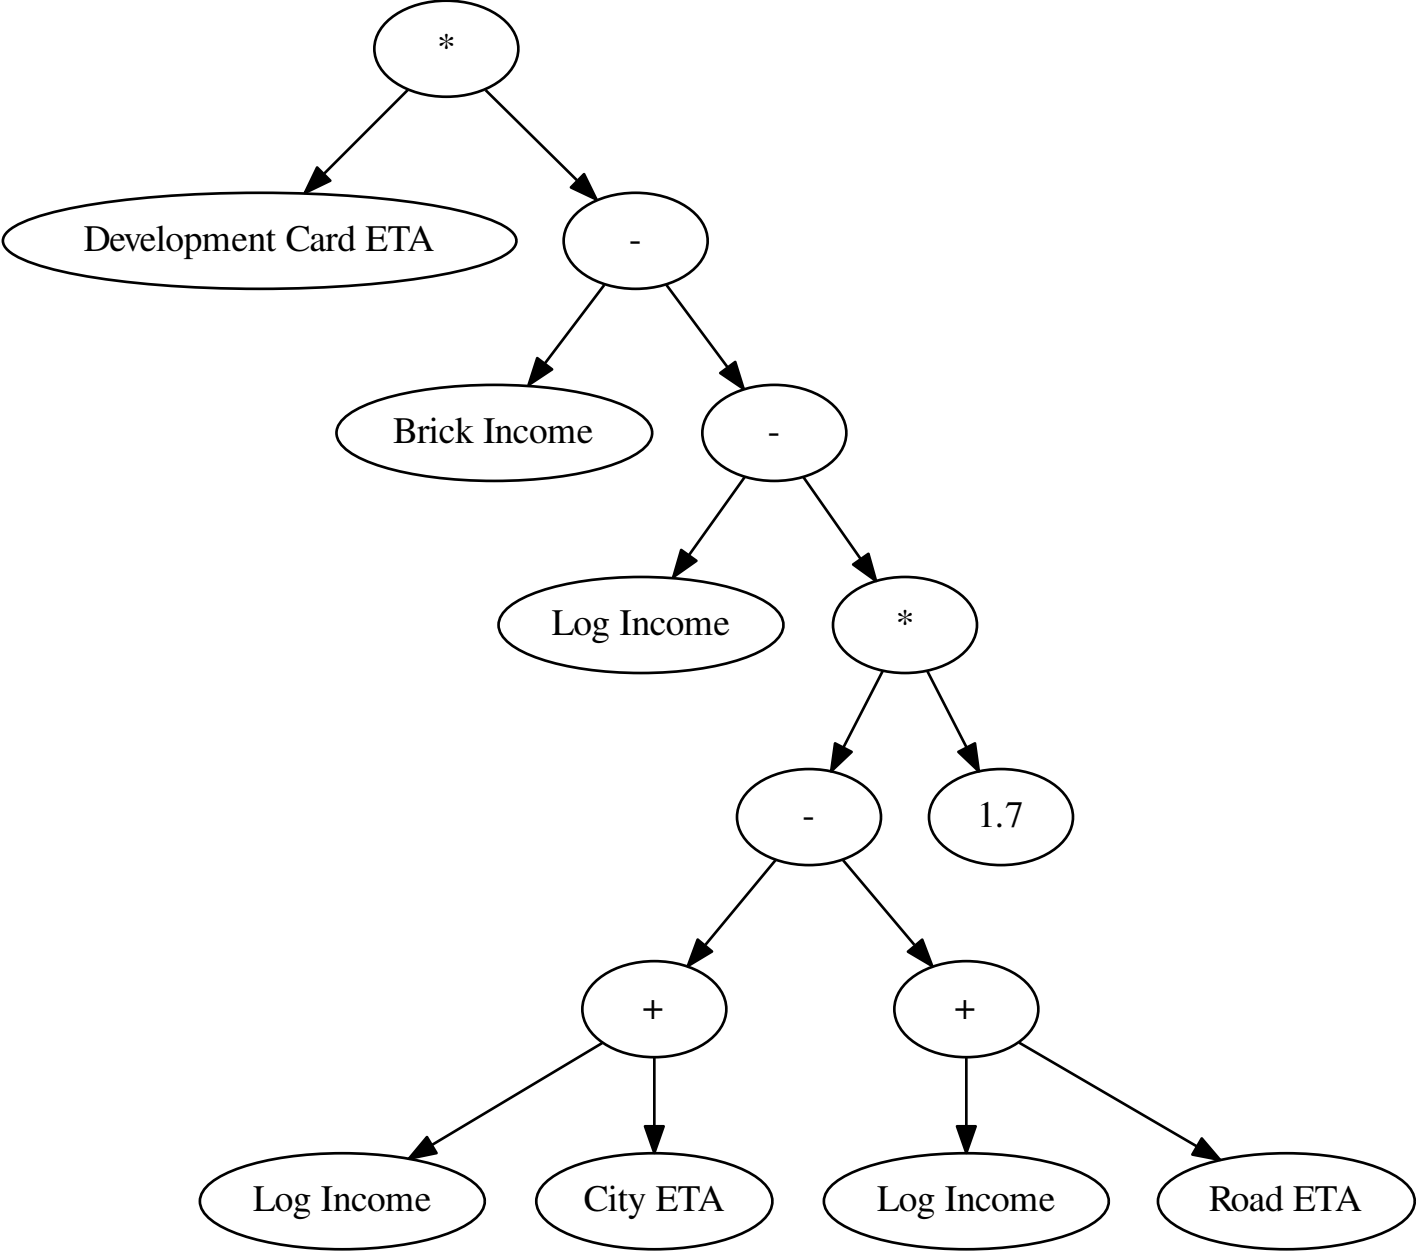 *
Development Card ETA
-
Brick Income
-
Log Income
*
-
1.7
+
+
Log Income
City ETA
Log Income
Road ETA